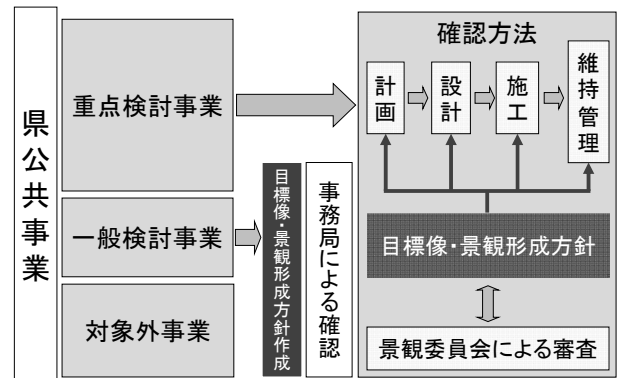 県公共事業
重点検討事業
一般検討事業
対象外事業
目標像・景観形成方針作成
事務局による確認
確認方法
計画
設計
施工
維持管理
目標像・景観形成方針
景観委員会による審査